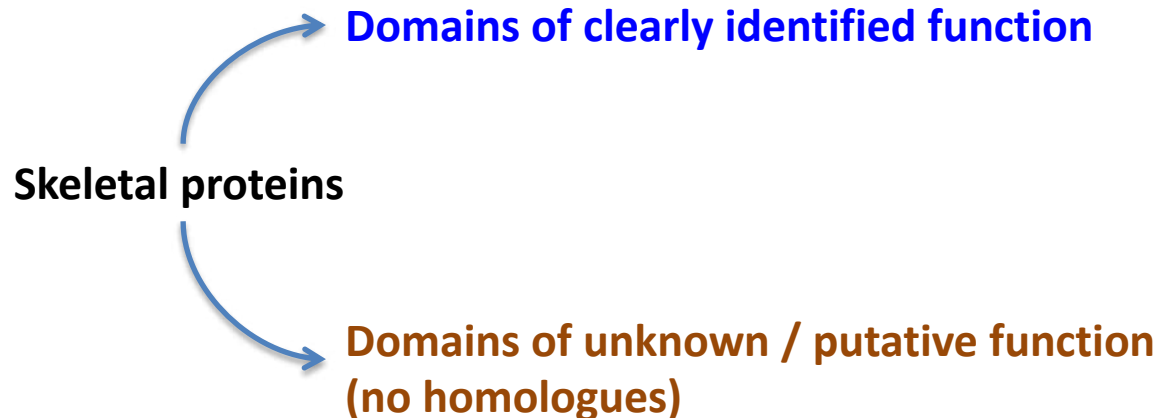 Domains of clearly identified function
Skeletal proteins
Domains of unknown / putative function
(no homologues)